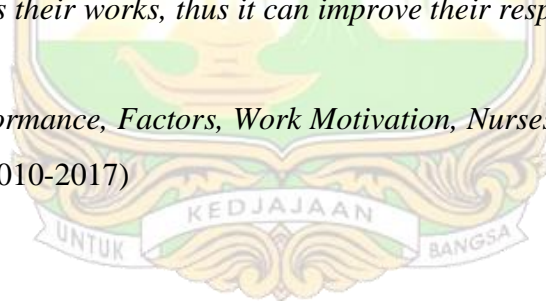 s their works, thus it can improve their resp
ormance, Factors, Work Motivation, Nurses
010-2017)
UNTUK KEDJAJAAN BANGSA